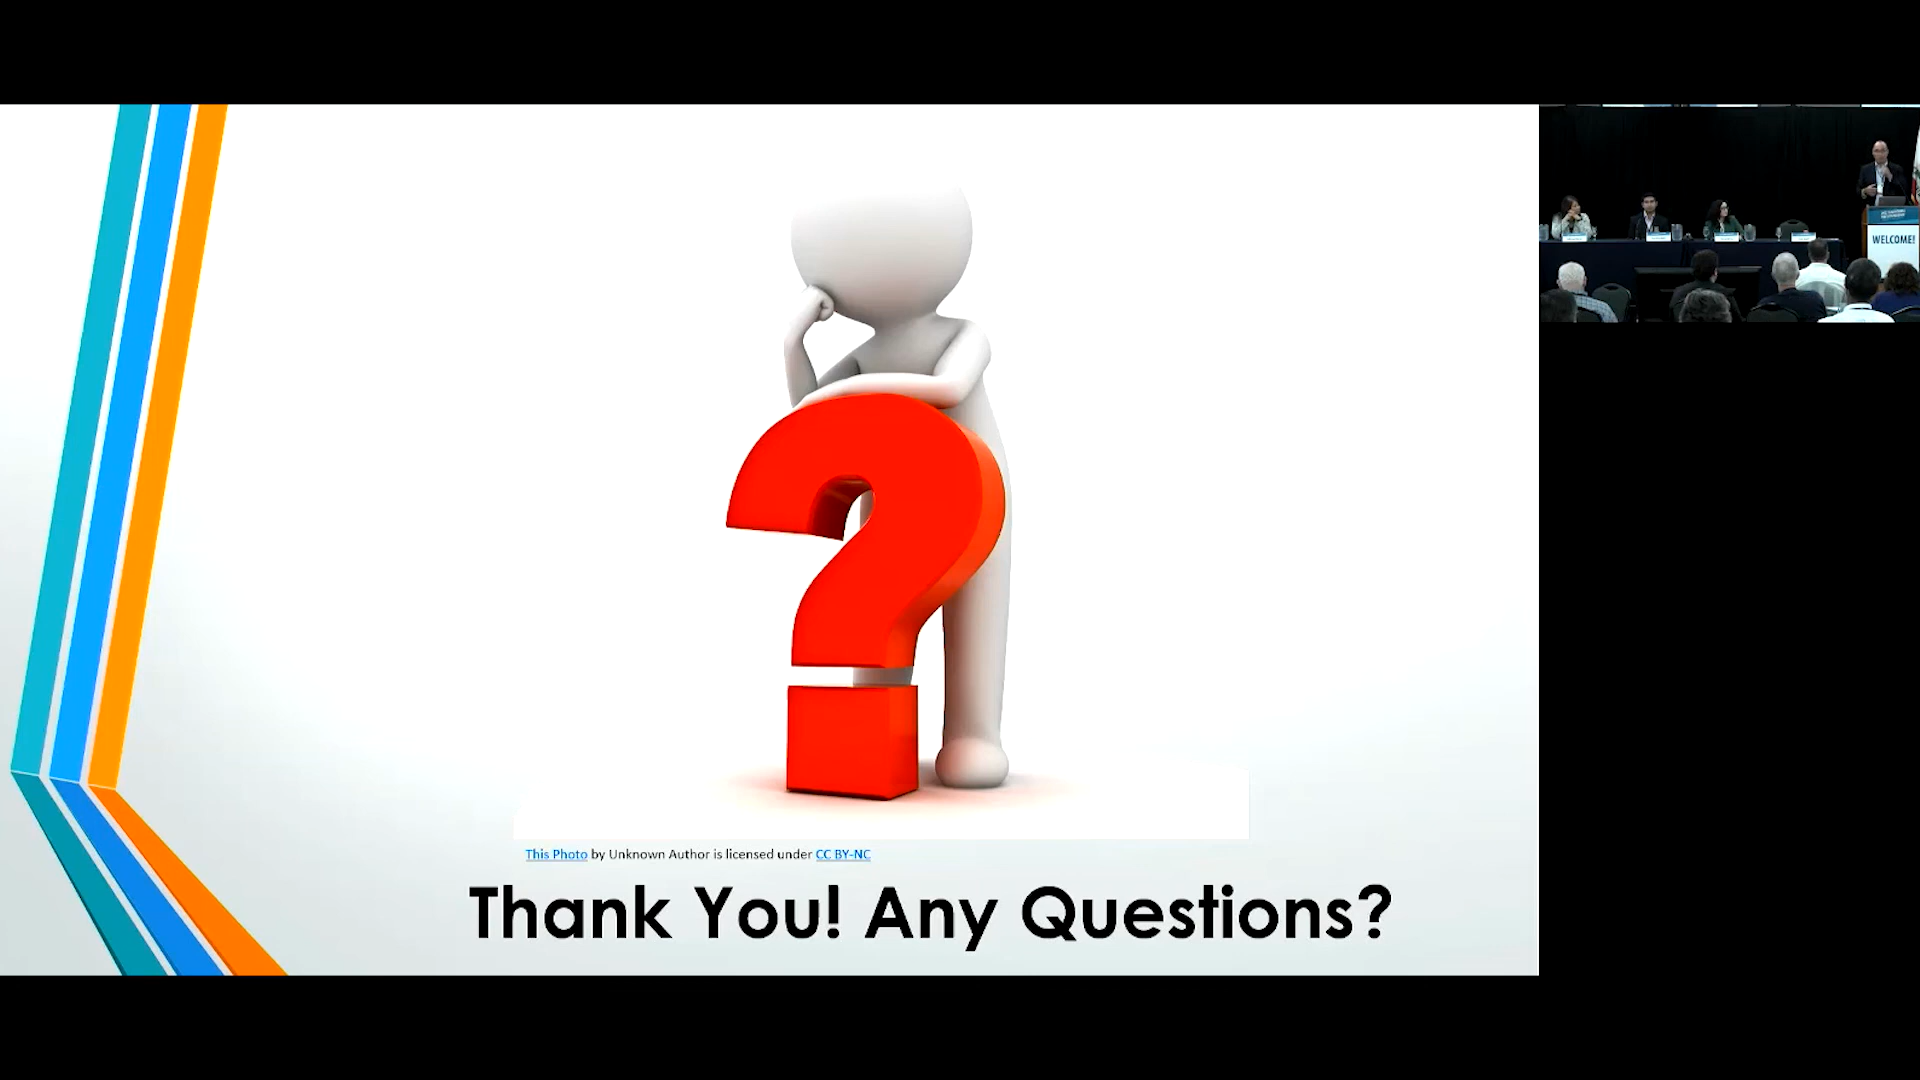 This Photo by Unknown Author is licensed under CC BY-NC
Thank You! Any Questions?
WELCOME!